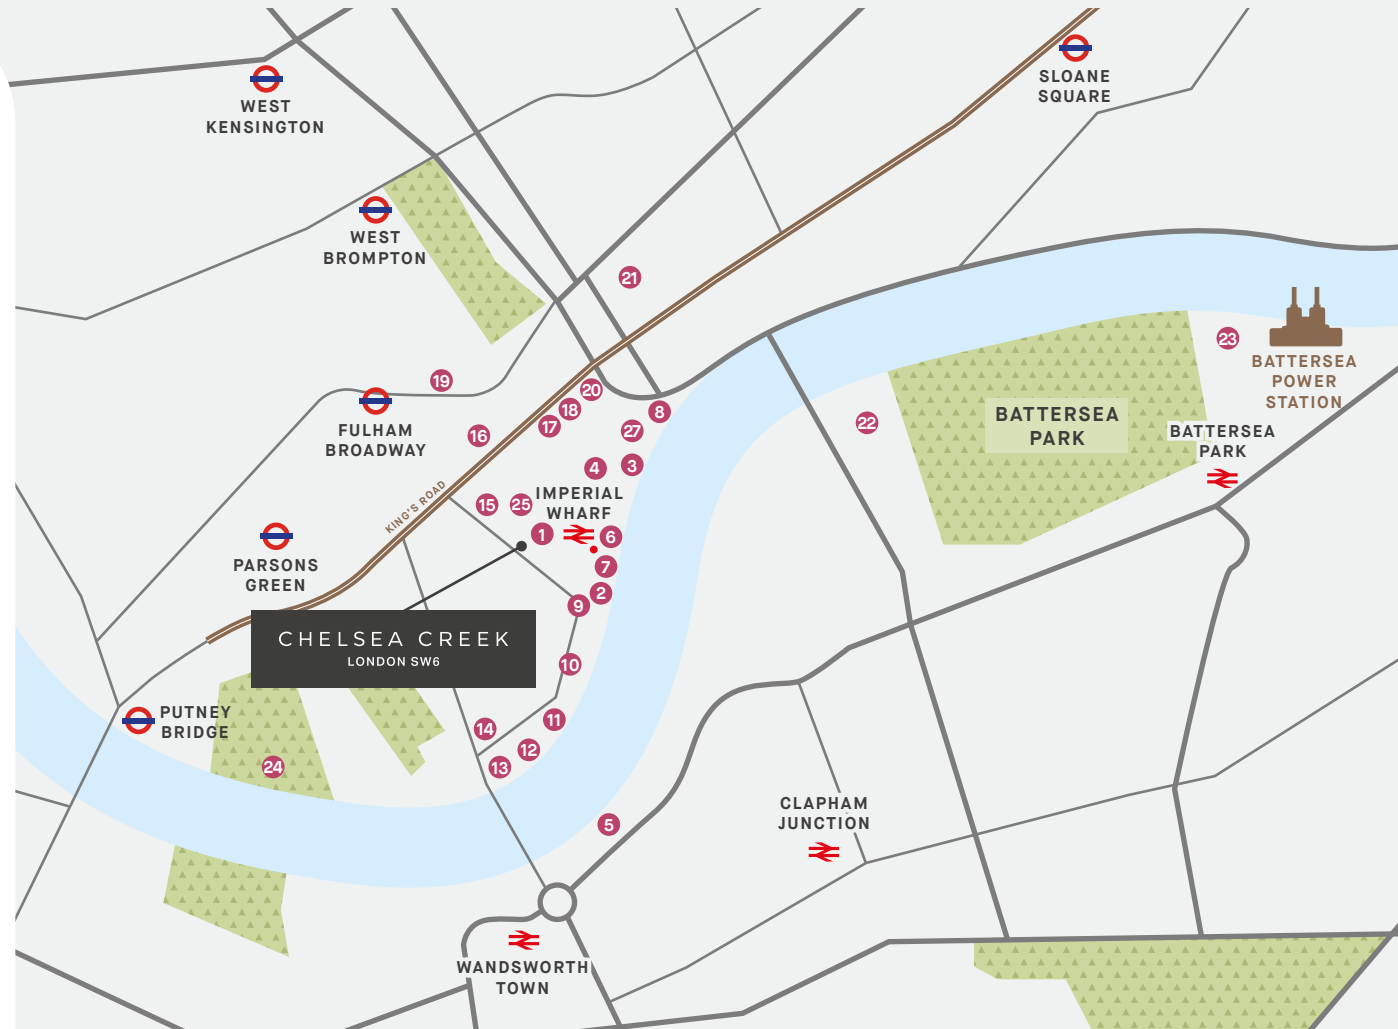 SLOANE
SQUARE
WEST
KENSINGTON
WEST
BROMPTON
21
23
BATTERSEA
POWER
STATION
19
20
18
17
8
FULHAM
BROADWAY
16
27
22
BATTERSEA
PARK
BATTERSEA
PARK
4
3
KING'S ROAD
15
25
IMPERIAL
WHARF
1
6
PARSONS
GREEN
7
2
9
CHELSEA CREEK
LONDON SW6
10
PUTNEY
BRIDGE
14
11
12
13
24
5
CLAPHAM
JUNCTION
WANDSWORTH
TOWN